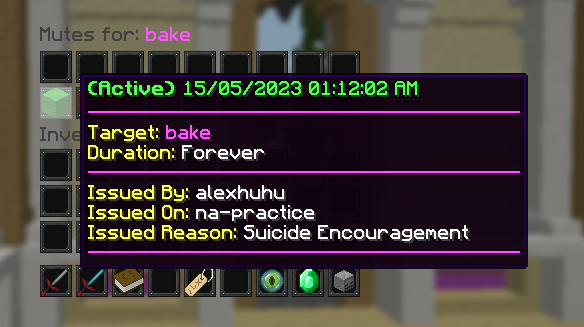 Mutes for: bake
(Active) 15/05/2023 01:12:02 AM
Target: bake
Duration: Forever
Issued By: alexhuhu
Issued On: na-practice
Issued Reason: Suicide Encouragement
Inve